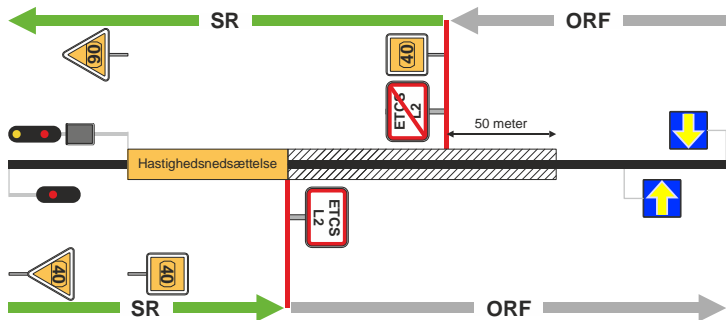 SR
ORF
90
40
ETCS
L2
50 meter
Hastighedsnedsættelse
ETCS
L2
40
40
SR
ORF